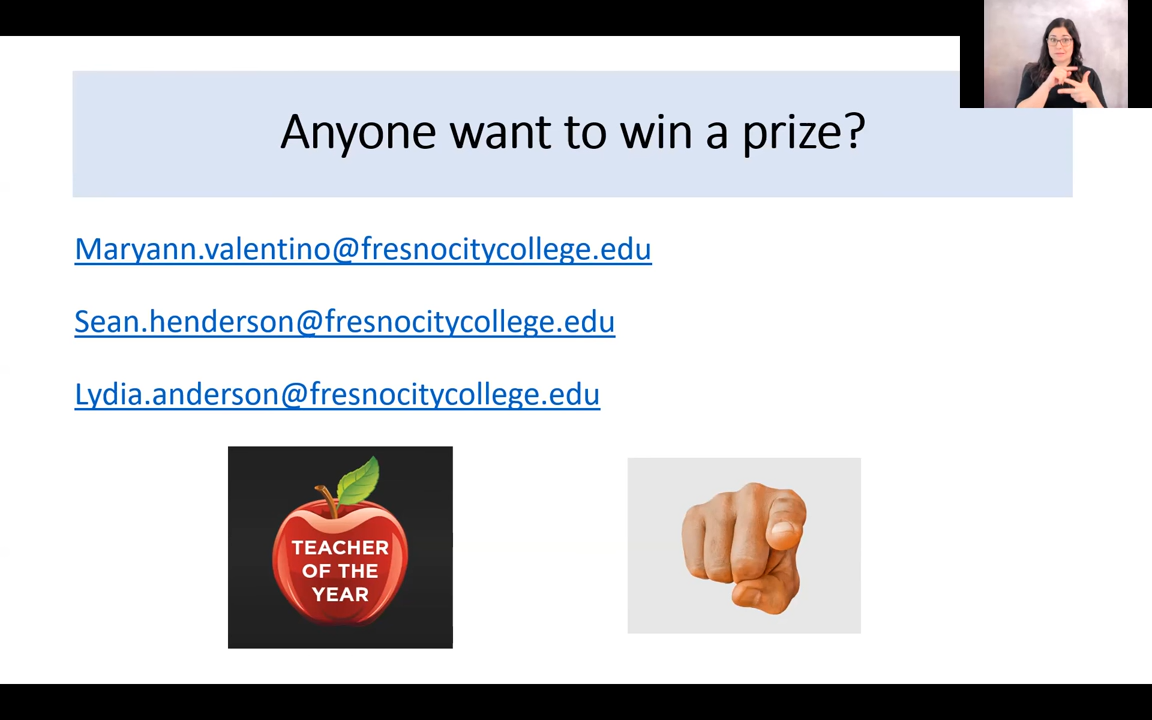 Anyone want to win a prize?
Maryann.valentino@fresnocitycollege.edu
Sean.henderson@fresnocitycollege.edu
Lydia.anderson@fresnocitycollege.edu
TEACHER
OF THE
YEAR